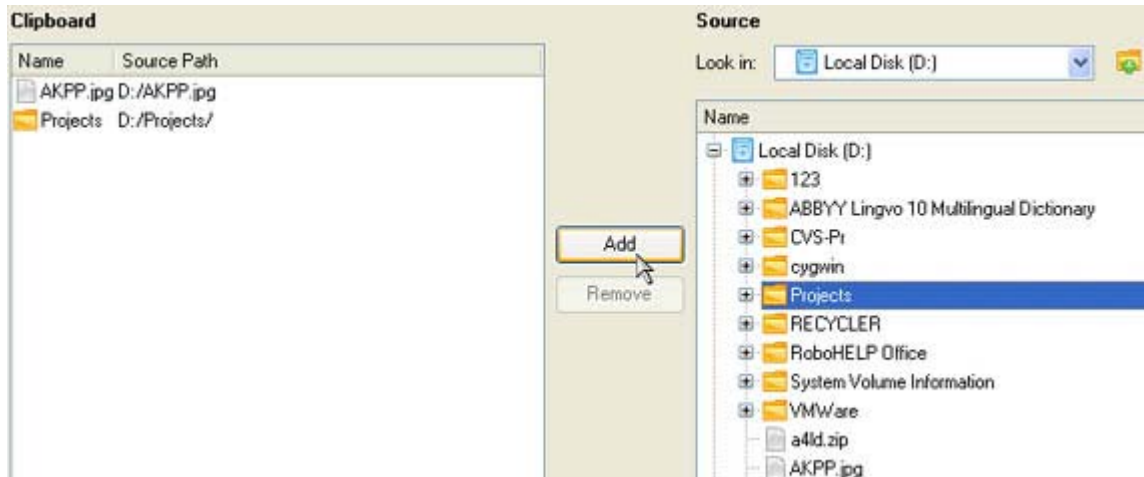 Clipboard
Name Source Path
AKPP.jpg D:/AKPP.jpg
Projects D:/Projects/
Add
Remove
Source
Look in: Local Disk (D:)
Name
Local Disk (D:)
123
ABBYY Lingvo 10 Multilingual Dictionary
CVS-Pr
cygwin
Projects
RECYCLER
RoboHELP Office
System Volume Information
VMWare
a4ld.zip
AKPP.jpg